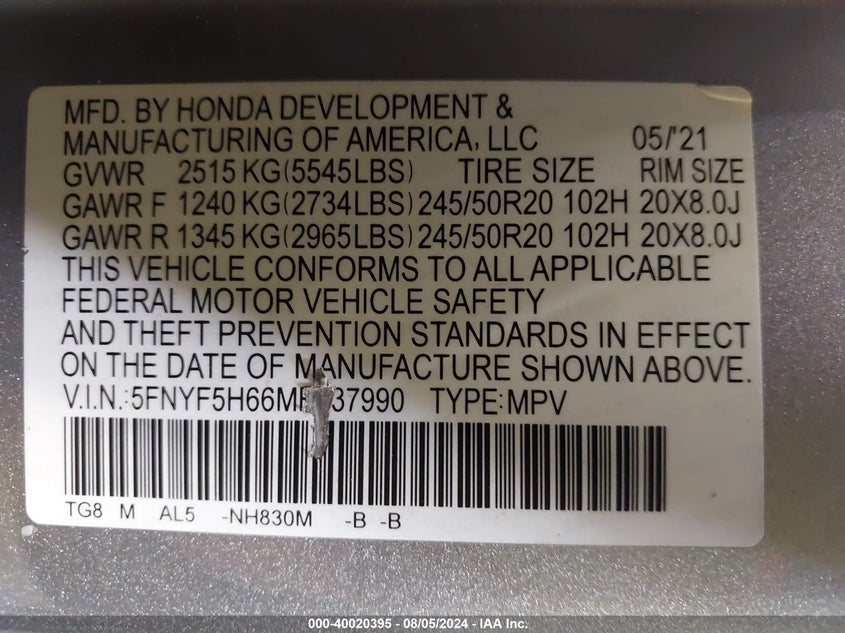 MFD. BY HONDA DEVELOPMENT &
MANUFACTURING OF AMERICA, LLC 05/'21
GVWR 2515 KG(5545LBS) TIRE SIZE RIM SIZE
GAWR F 1240 KG(2734LBS) 245/50R20 102H 20X8.0J
GAWR R 1345 KG(2965LBS) 245/50R20 102H 20X8.0J
THIS VEHICLE CONFORMS TO ALL APPLICABLE
FEDERAL MOTOR VEHICLE SAFETY
AND THEFT PREVENTION STANDARDS IN EFFECT
ON THE DATE OF MANUFACTURE SHOWN ABOVE.
V.I.N.: TYPE:MPV
TG8 M AL5 -NH830M -B -B
000-40020395 - 08/05/2024 - IAA Inc.